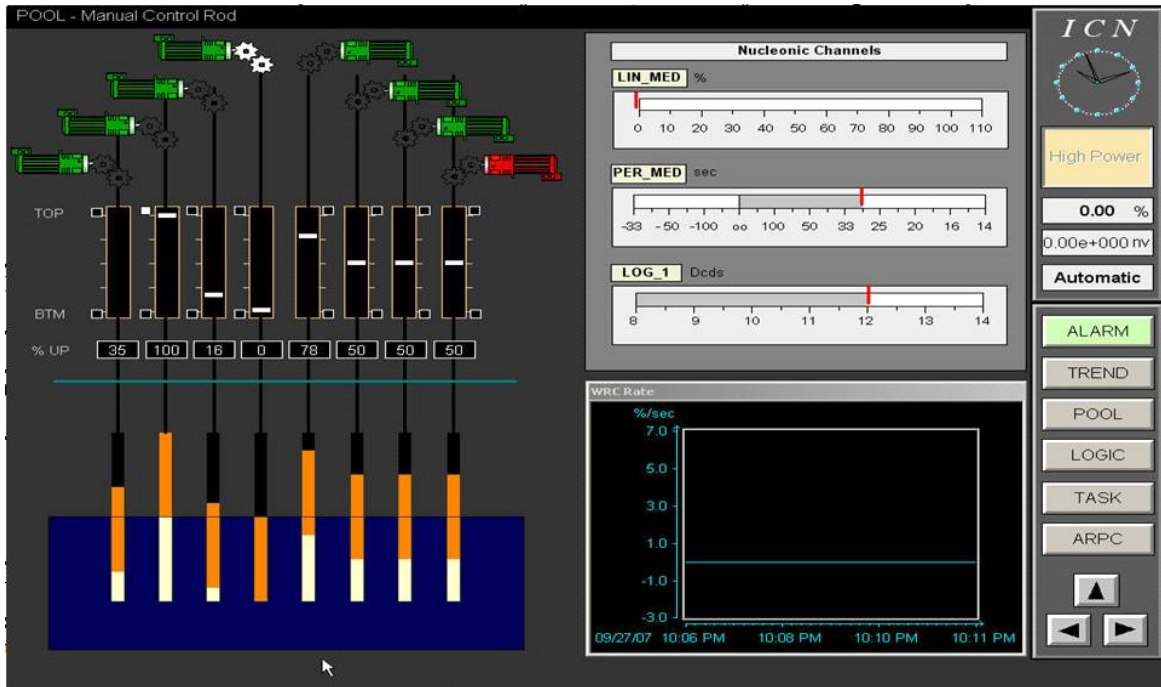 POOL - Manual Control Rod
TOP
BTM
% UP 35 100 16 0 78 50 50 50
Nucleonic Channels
LIN_MED %
0 10 20 30 40 50 60 70 80 90 100 110
PER_MED sec
-33 -50 -100 oo 100 50 33 25 20 16 14
LOG_1 Dcds
8 9 10 11 12 13 14
WRC Rate
%/sec
7.0
5.0
3.0
1.0
-1.0
-3.0
09/27/07 10:06 PM 10:08 PM 10:10 PM 10:11 PM
ICN
High Power
0.00 %
0.00e+000 nv
Automatic
ALARM
TREND
POOL
LOGIC
TASK
ARPC